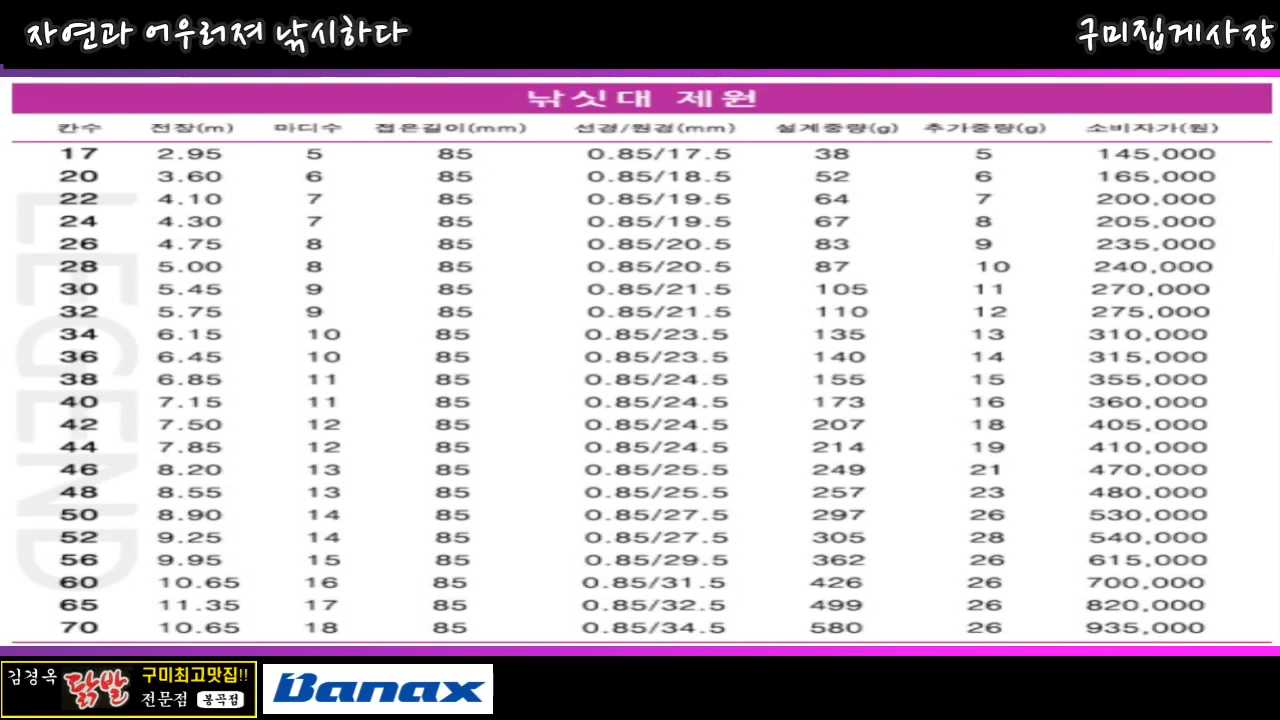 자연과 어우러져 낚시하다
구미집게사장
낚싯대 제원
칸수 전장(m) 마디수 접은길이(mm) 선경/원경(mm) 설계중량(g) 추가중량(g) 소비자가(원)
17 2.95 5 85 0.85/17.5 38 5 145,000
20 3.60 6 85 0.85/18.5 52 6 165,000
22 4.10 7 85 0.85/19.5 64 7 200,000
24 4.30 7 85 0.85/19.5 67 8 205,000
26 4.75 8 85 0.85/20.5 83 9 235,000
28 5.00 8 85 0.85/20.5 87 10 240,000
30 5.45 9 85 0.85/21.5 105 11 270,000
32 5.75 9 85 0.85/21.5 110 12 275,000
34 6.15 10 85 0.85/23.5 135 13 310,000
36 6.45 10 85 0.85/23.5 140 14 315,000
38 6.85 11 85 0.85/24.5 155 15 355,000
40 7.15 11 85 0.85/24.5 173 16 360,000
42 7.50 12 85 0.85/24.5 207 18 405,000
44 7.85 12 85 0.85/24.5 214 19 410,000
46 8.20 13 85 0.85/25.5 249 21 470,000
48 8.55 13 85 0.85/25.5 257 23 480,000
50 8.90 14 85 0.85/27.5 297 26 530,000
52 9.25 14 85 0.85/27.5 305 28 540,000
56 9.95 15 85 0.85/29.5 362 26 615,000
60 10.65 16 85 0.85/31.5 426 26 700,000
65 11.35 17 85 0.85/32.5 499 26 820,000
70 10.65 18 85 0.85/34.5 580 26 935,000
LEGEND
김경옥 닭발 구미최고맛집!!
전문점 봉곡점
Banax